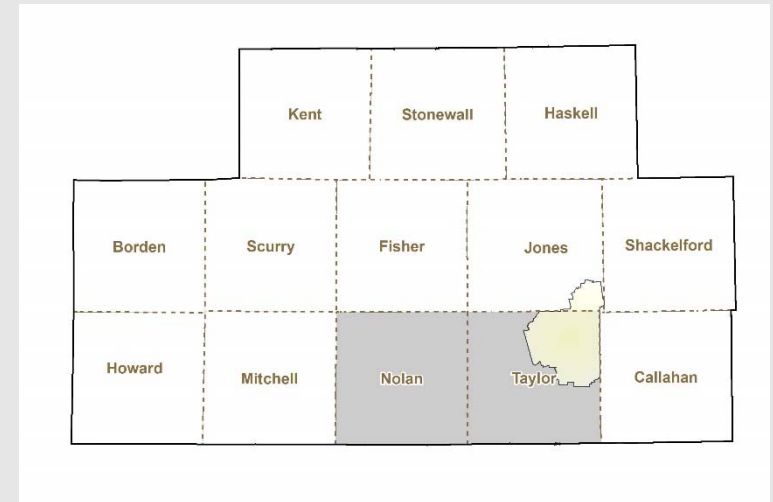 Kent Stonewall Haskell
Borden Scurry Fisher Jones Shackelford
Howard Mitchell Nolan Taylor Callahan